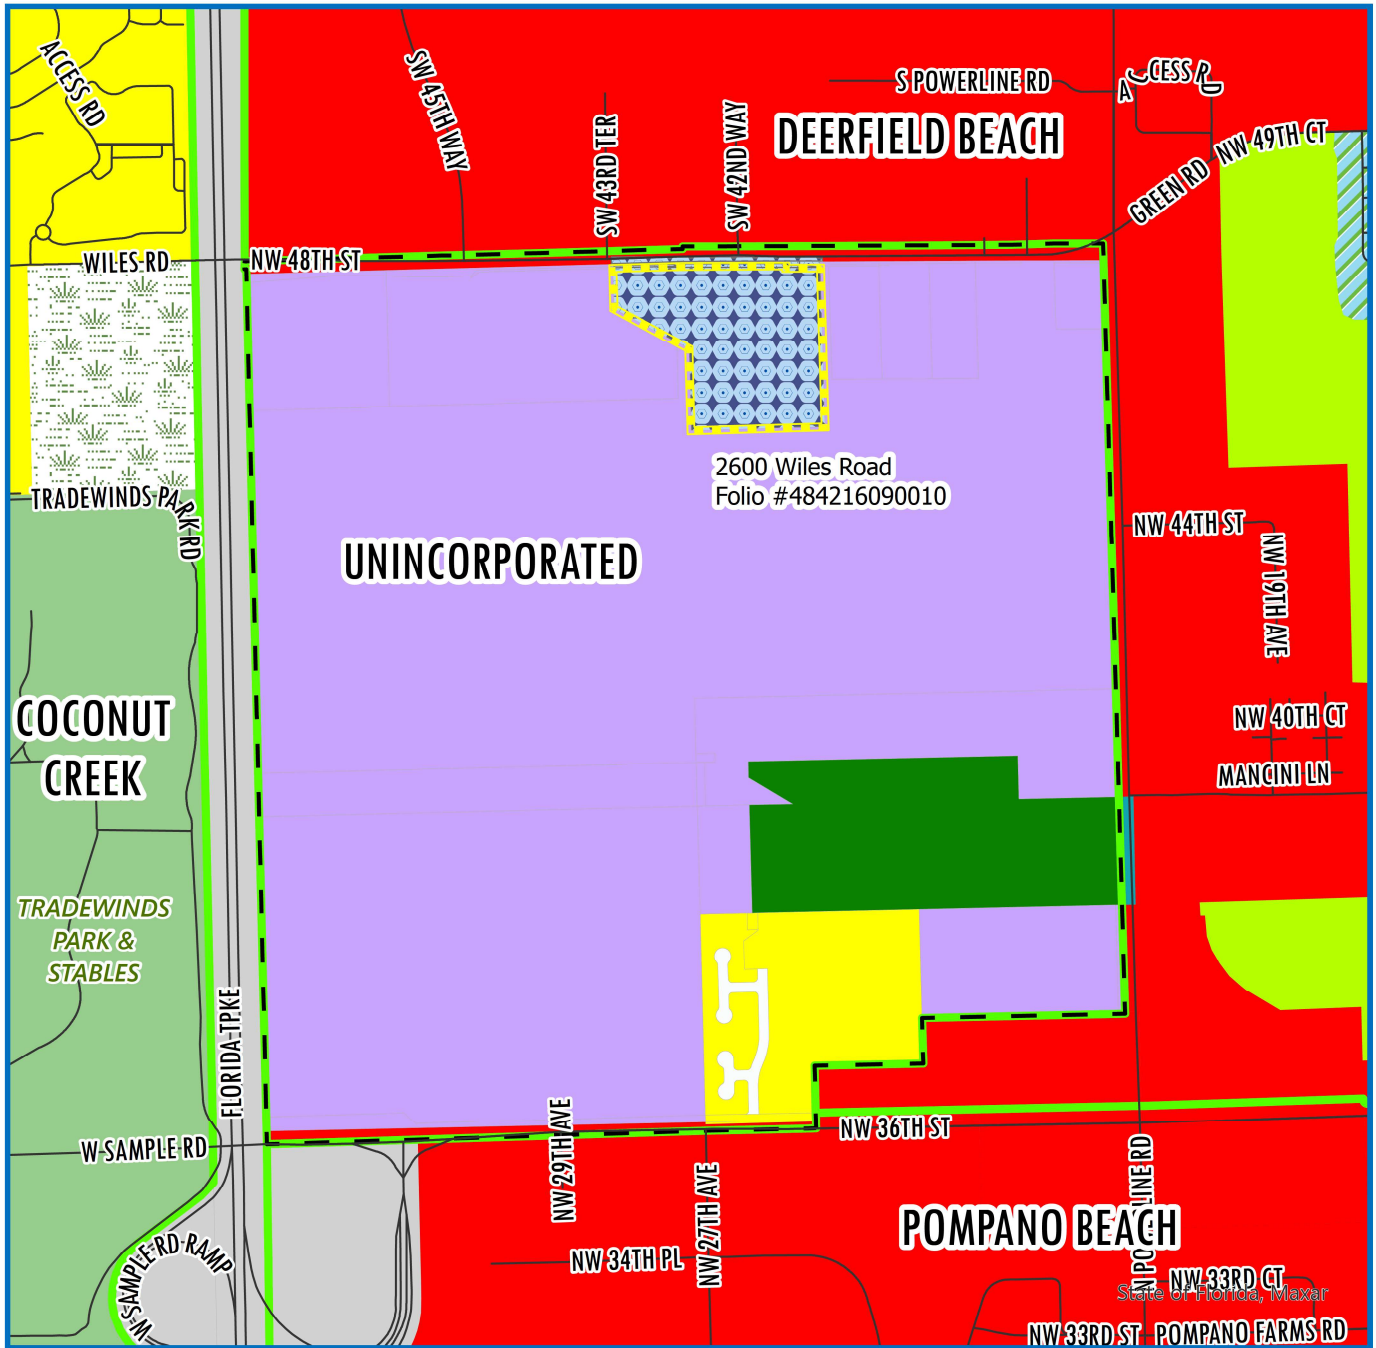 ACCESS RD
SW 45TH WAY
S POWERLINE RD
ACCESS RD
SW 43RD TER
SW 42ND WAY
DEERFIELD BEACH
NW 49TH CT
GREEN RD
WILES RD
NW 48TH ST
2600 Wiles Road
Folio #484216090010
TRADEWINDS PARK RD
NW 44TH ST
UNINCORPORATED
NW 19TH AVE
COCONUT
CREEK
NW 40TH CT
MANCINI LN
TRADEWINDS
PARK &
STABLES
FLORIDA TPKE
W SAMPLE RD
NW 29TH AVE
NW 36TH ST
NW 27TH AVE
N POWERLINE RD
POMPANO BEACH
W SAMPLE RD RAMP
NW 34TH PL
NW 33RD CT
State of Florida, Maxar
NW 33RD ST
POMPANO FARMS RD